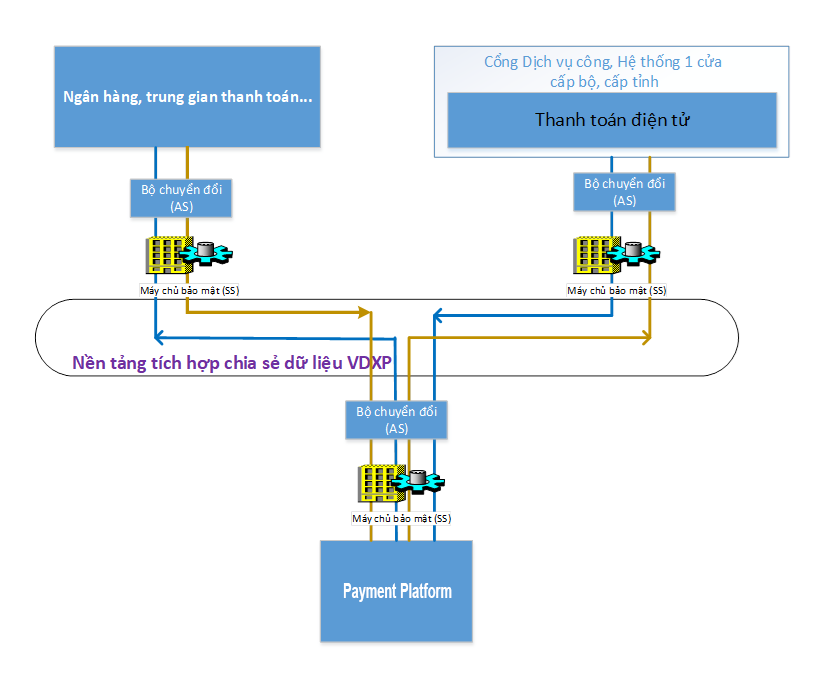 Ngân hàng, trung gian thanh toán...
Cổng Dịch vụ công, Hệ thống 1 cửa
cấp bộ, cấp tỉnh
Thanh toán điện tử
Bộ chuyển đổi
(AS)
Bộ chuyển đổi
(AS)
Máy chủ bảo mật (SS)
Máy chủ bảo mật (SS)
Nền tảng tích hợp chia sẻ dữ liệu VDXP
Bộ chuyển đổi
(AS)
Máy chủ bảo mật (SS)
Payment Platform